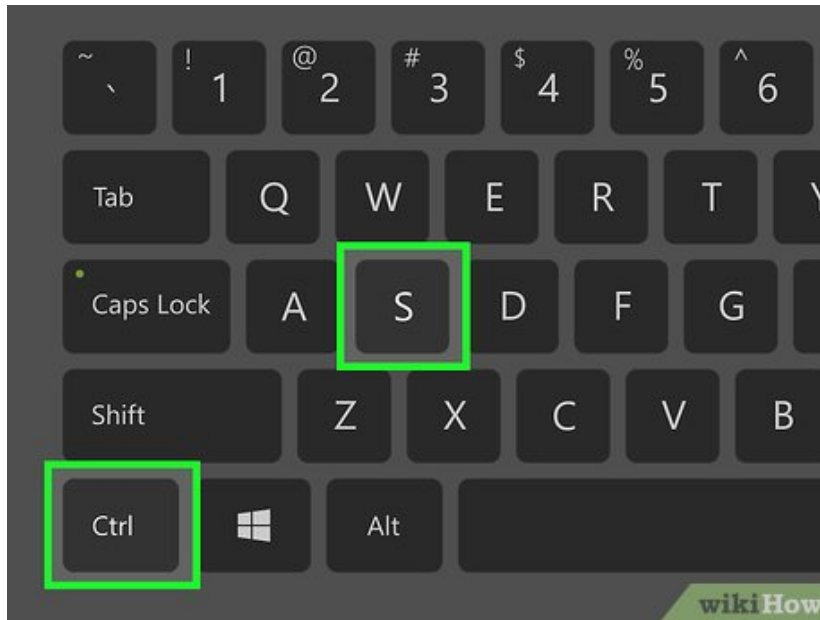 ~ ` ! 1 @ 2 # 3 $ 4 % 5 ^ 6
Tab Q W E R T
Caps Lock A S D F G
Shift Z X C V B
Ctrl Alt
wikiHow